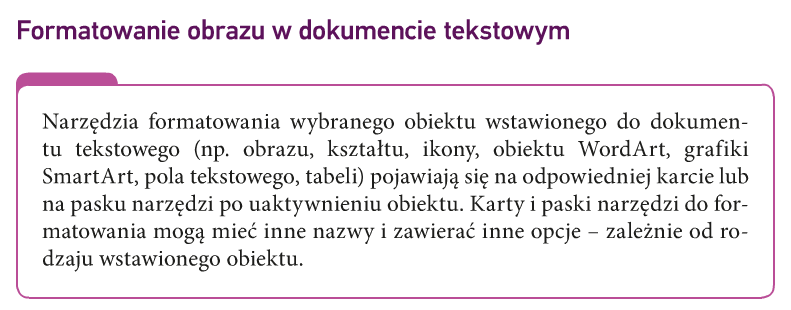 Formatowanie obrazu w dokumencie tekstowym
Narzędzia formatowania wybranego obiektu wstawionego do dokumen-
tu tekstowego (np. obrazu, kształtu, ikony, obiektu WordArt, grafiki
SmartArt, pola tekstowego, tabeli) pojawiają się na odpowiedniej karcie lub
na pasku narzędzi po uaktywnieniu obiektu. Karty i paski narzędzi do for-
matowania mogą mieć inne nazwy i zawierać inne opcje – zależnie od ro-
dzaju wstawionego obiektu.